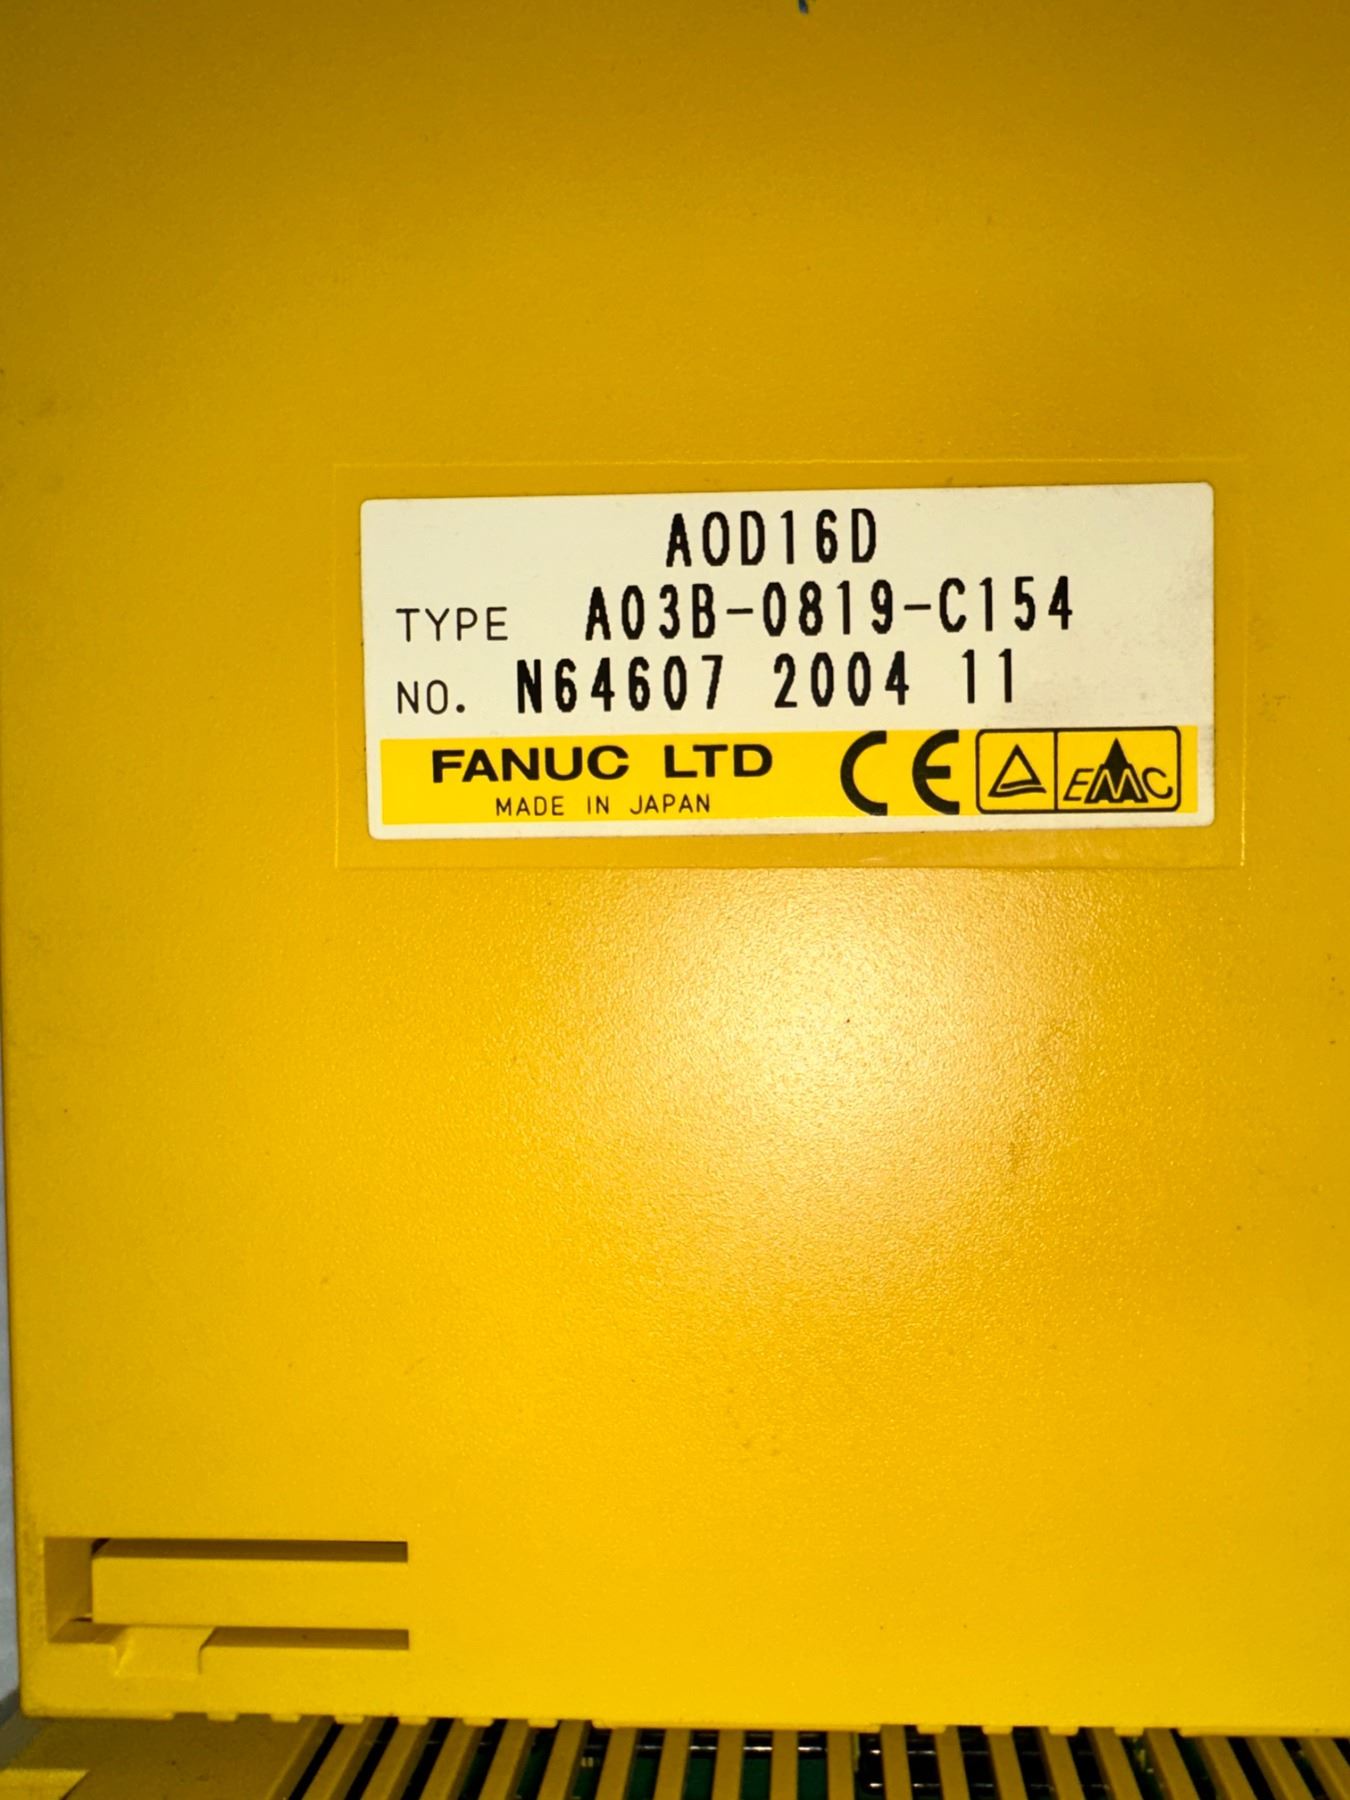 AOD16D
TYPE A03B-0819-C154
NO. N64607 2004 11
FANUC LTD CE EMC
MADE IN JAPAN